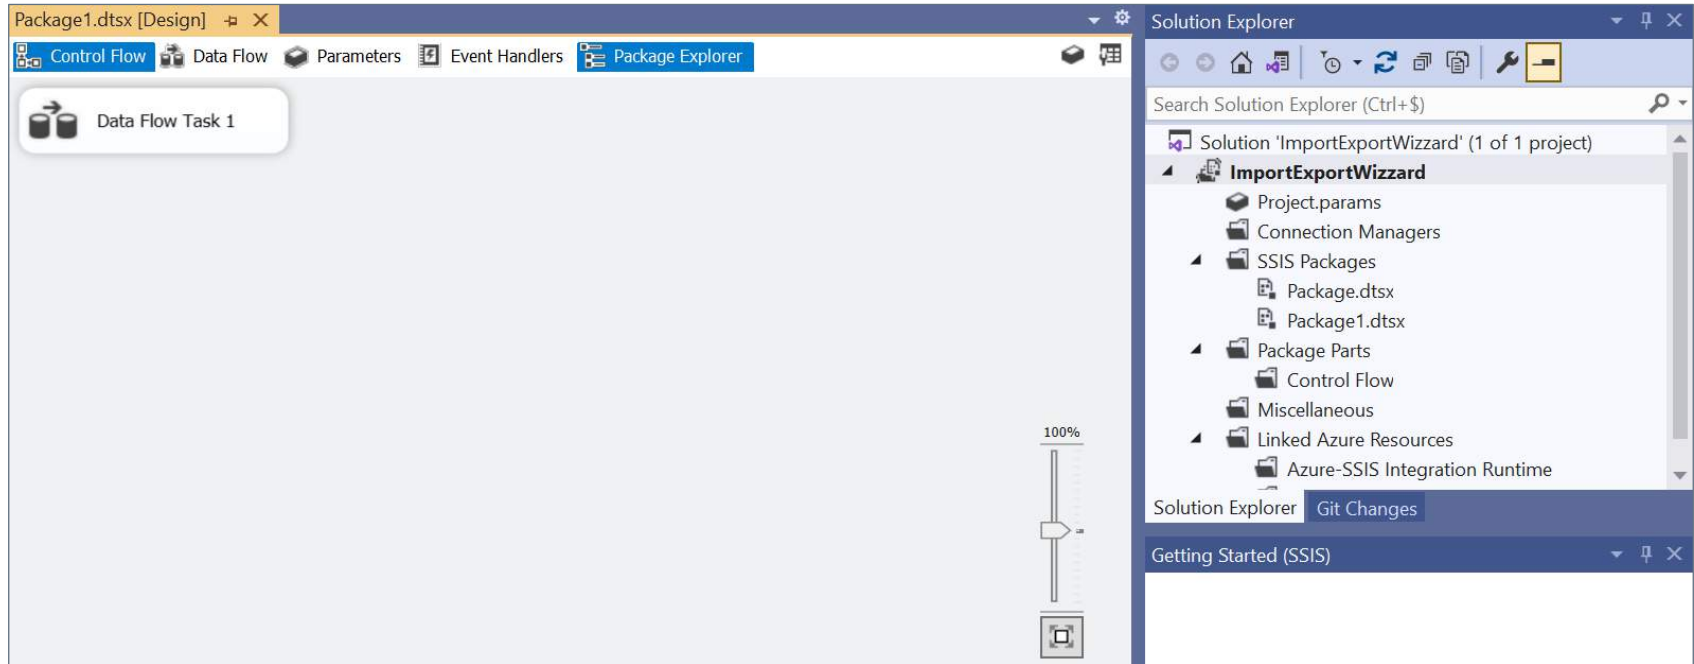 Package1.dtsx [Design]
Control Flow Data Flow Parameters Event Handlers Package Explorer
Data Flow Task 1
100%
Solution Explorer
Search Solution Explorer (Ctrl+$)
Solution 'ImportExportWizzard' (1 of 1 project)
ImportExportWizzard
Project.params
Connection Managers
SSIS Packages
Package.dtsx
Package1.dtsx
Package Parts
Control Flow
Miscellaneous
Linked Azure Resources
Azure-SSIS Integration Runtime
Solution Explorer Git Changes
Getting Started (SSIS)